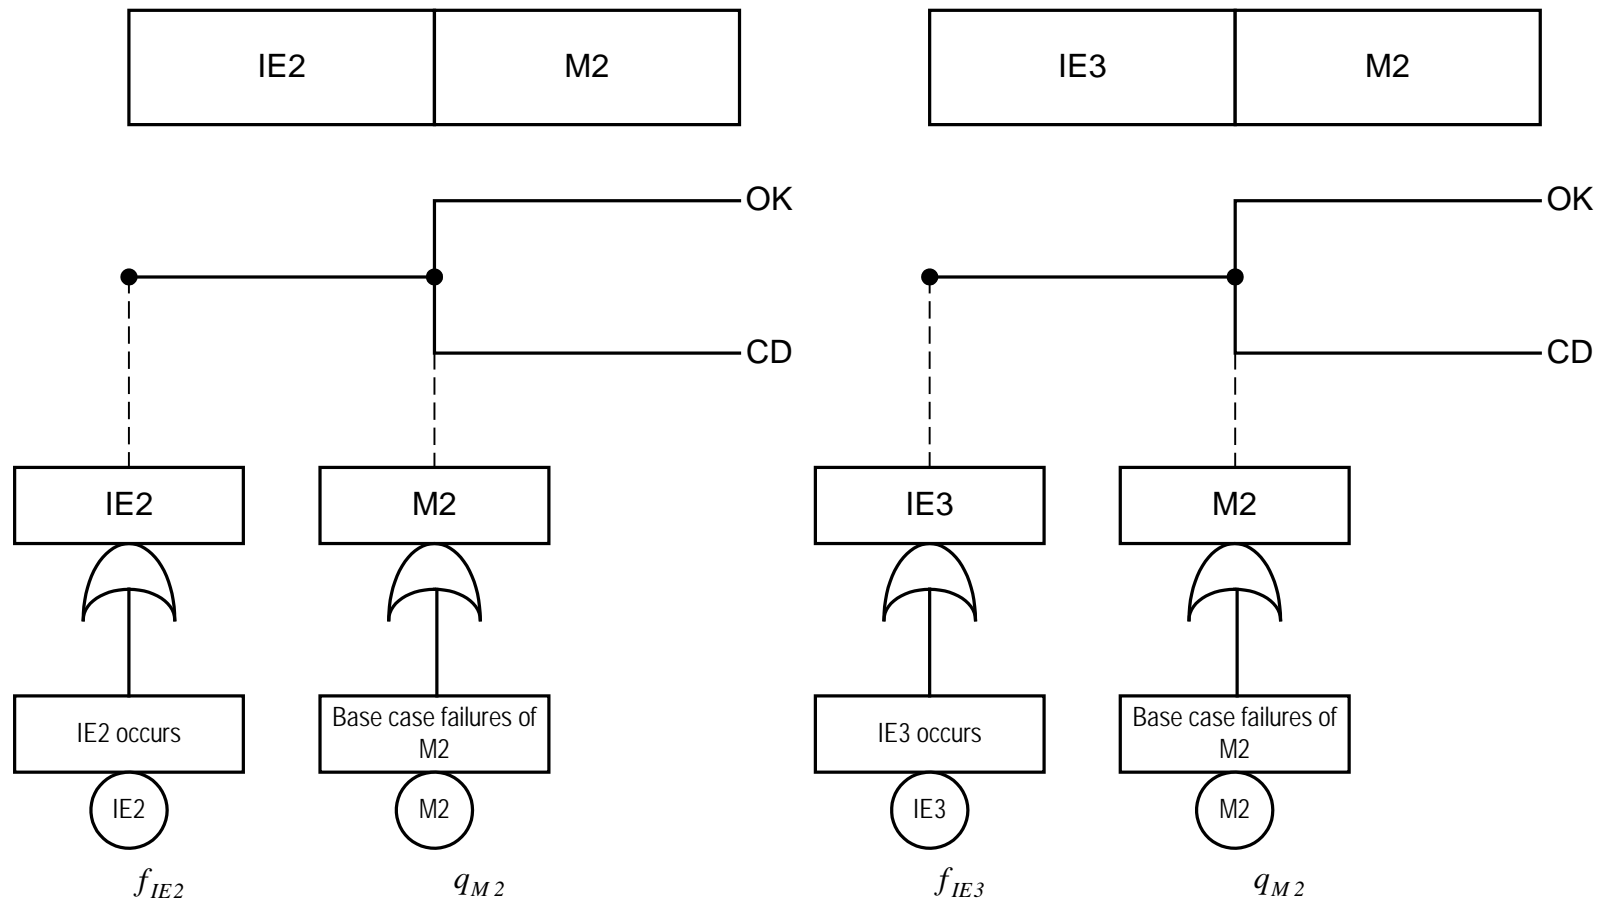 IE2 M2 IE3 M2
OK OK
CD CD
IE2 M2 IE3 M2
IE2 occurs
Base case failures of
M2
IE3 occurs
Base case failures of
M2
IE2 M2 IE3 M2
f_IE2 q_M2 f_IE3 q_M2